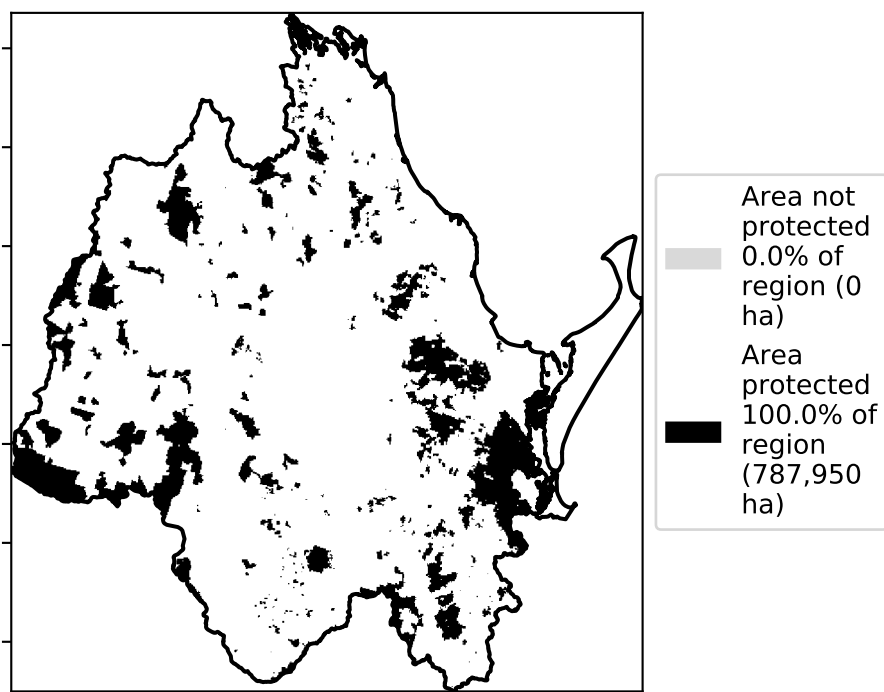 Area not
protected
0.0% of
region (0
ha)
Area
protected
100.0% of
region
(787,950
ha)